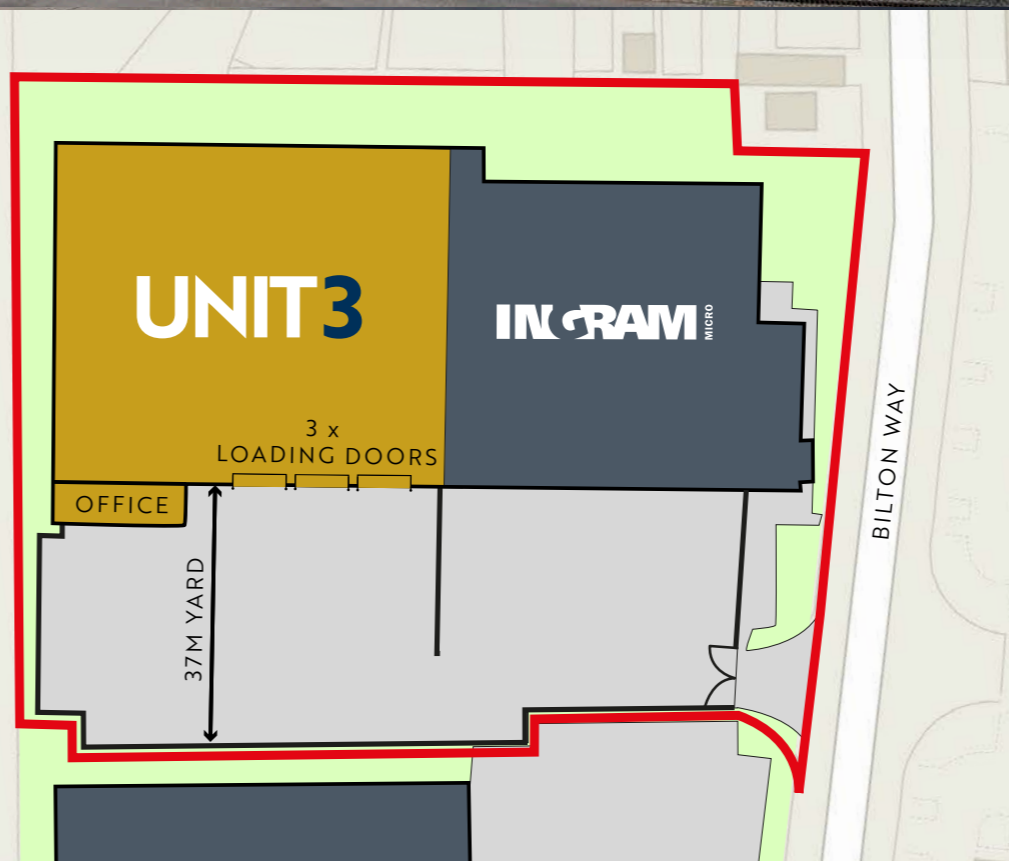 UNIT3
INGRAM
MICRO
3 x
LOADING DOORS
OFFICE
37M YARD
BILTON WAY